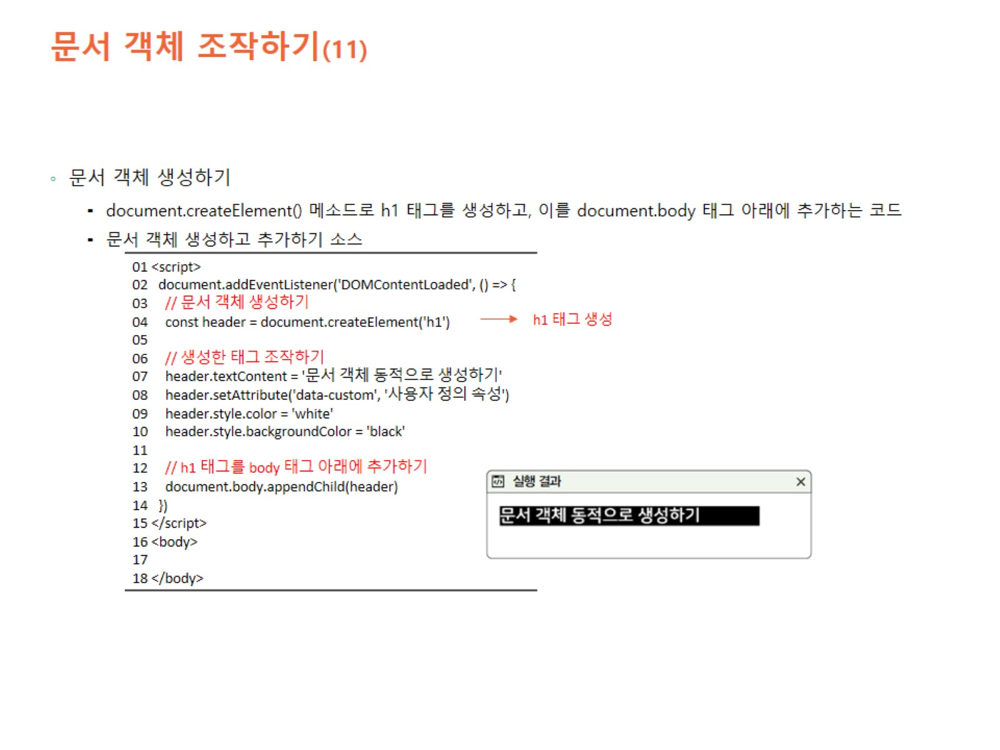 문서 객체 조작하기(11)
◦ 문서 객체 생성하기
▪ document.createElement() 메소드로 h1 태그를 생성하고, 이를 document.body 태그 아래에 추가하는 코드
▪ 문서 객체 생성하고 추가하기 소스
01 <script>
02 document.addEventListener('DOMContentLoaded', () => {
03 // 문서 객체 생성하기
04 const header = document.createElement('h1') → h1 태그 생성
05
06 // 생성한 태그 조작하기
07 header.textContent = '문서 객체 동적으로 생성하기'
08 header.setAttribute('data-custom', '사용자 정의 속성')
09 header.style.color = 'white'
10 header.style.backgroundColor = 'black'
11
12 // h1 태그를 body 태그 아래에 추가하기
13 document.body.appendChild(header)
14 })
15 </script>
16 <body>
17
18 </body>
실행 결과
문서 객체 동적으로 생성하기